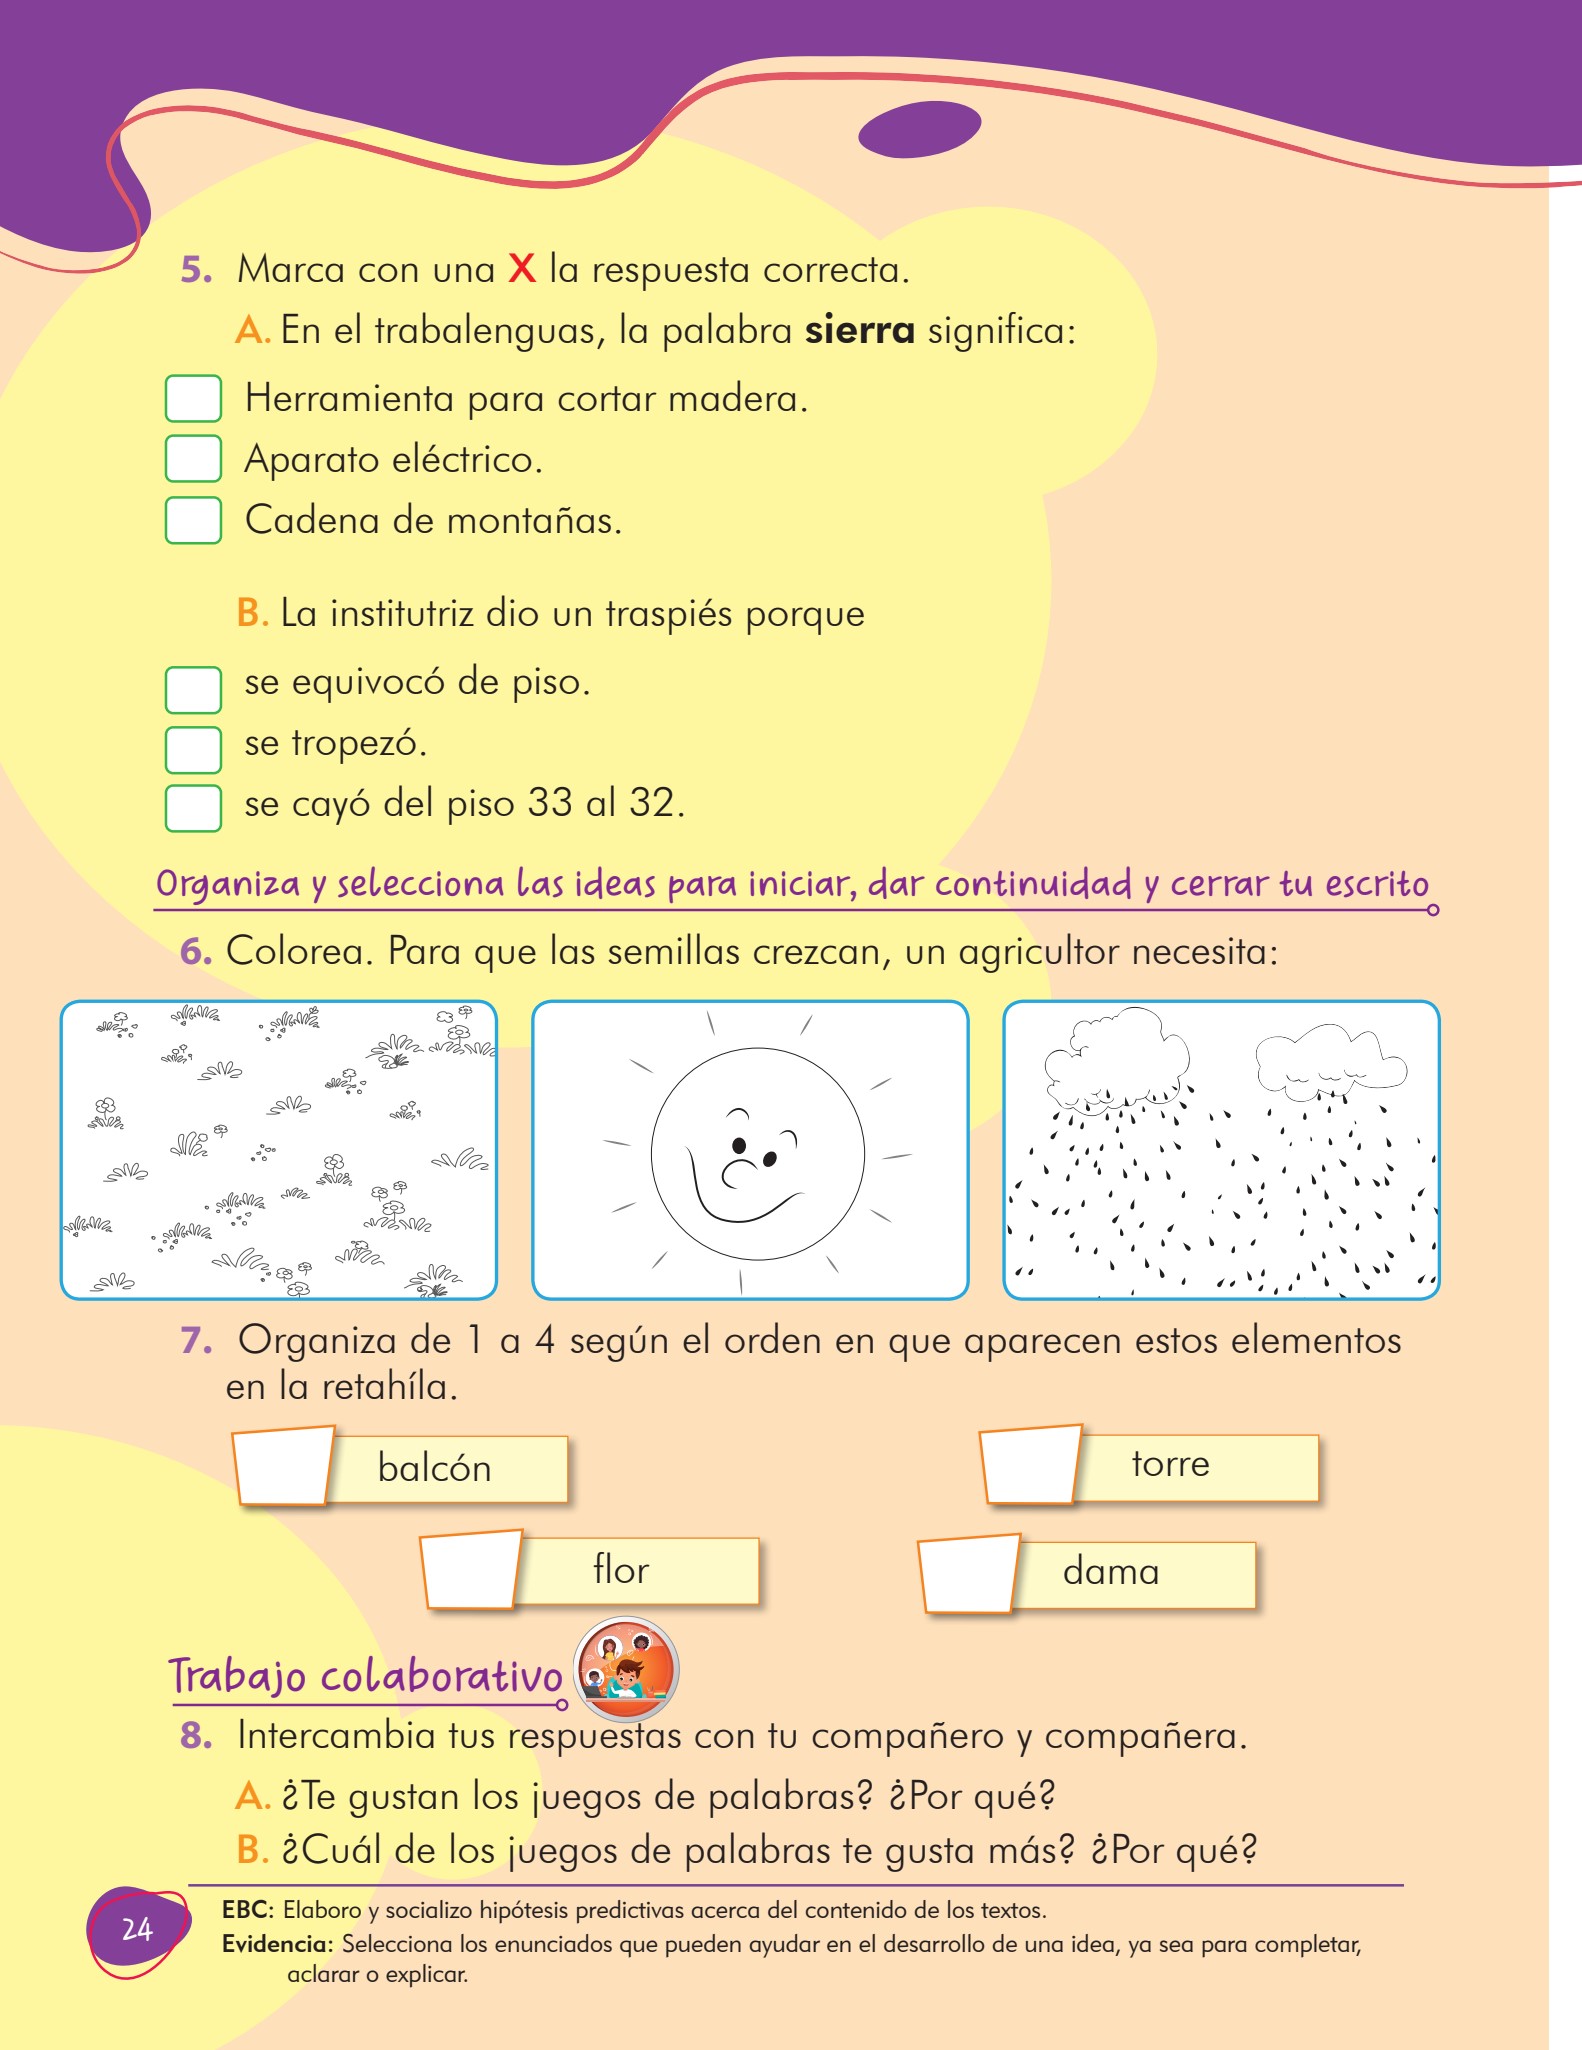 5. Marca con una X la respuesta correcta.
A. En el trabalenguas, la palabra sierra significa:
Herramienta para cortar madera.
Aparato eléctrico.
Cadena de montañas.
B. La institutriz dio un traspiés porque
se equivocó de piso.
se tropezó.
se cayó del piso 33 al 32.
Organiza y selecciona las ideas para iniciar, dar continuidad y cerrar tu escrito
6. Colorea. Para que las semillas crezcan, un agricultor necesita:
7. Organiza de 1 a 4 según el orden en que aparecen estos elementos
en la retahíla.
balcón
torre
flor
dama
Trabajo colaborativo
8. Intercambia tus respuestas con tu compañero y compañera.
A. ¿Te gustan los juegos de palabras? ¿Por qué?
B. ¿Cuál de los juegos de palabras te gusta más? ¿Por qué?
24
EBC: Elaboro y socializo hipótesis predictivas acerca del contenido de los textos.
Evidencia: Selecciona los enunciados que pueden ayudar en el desarrollo de una idea, ya sea para completar,
aclarar o explicar.